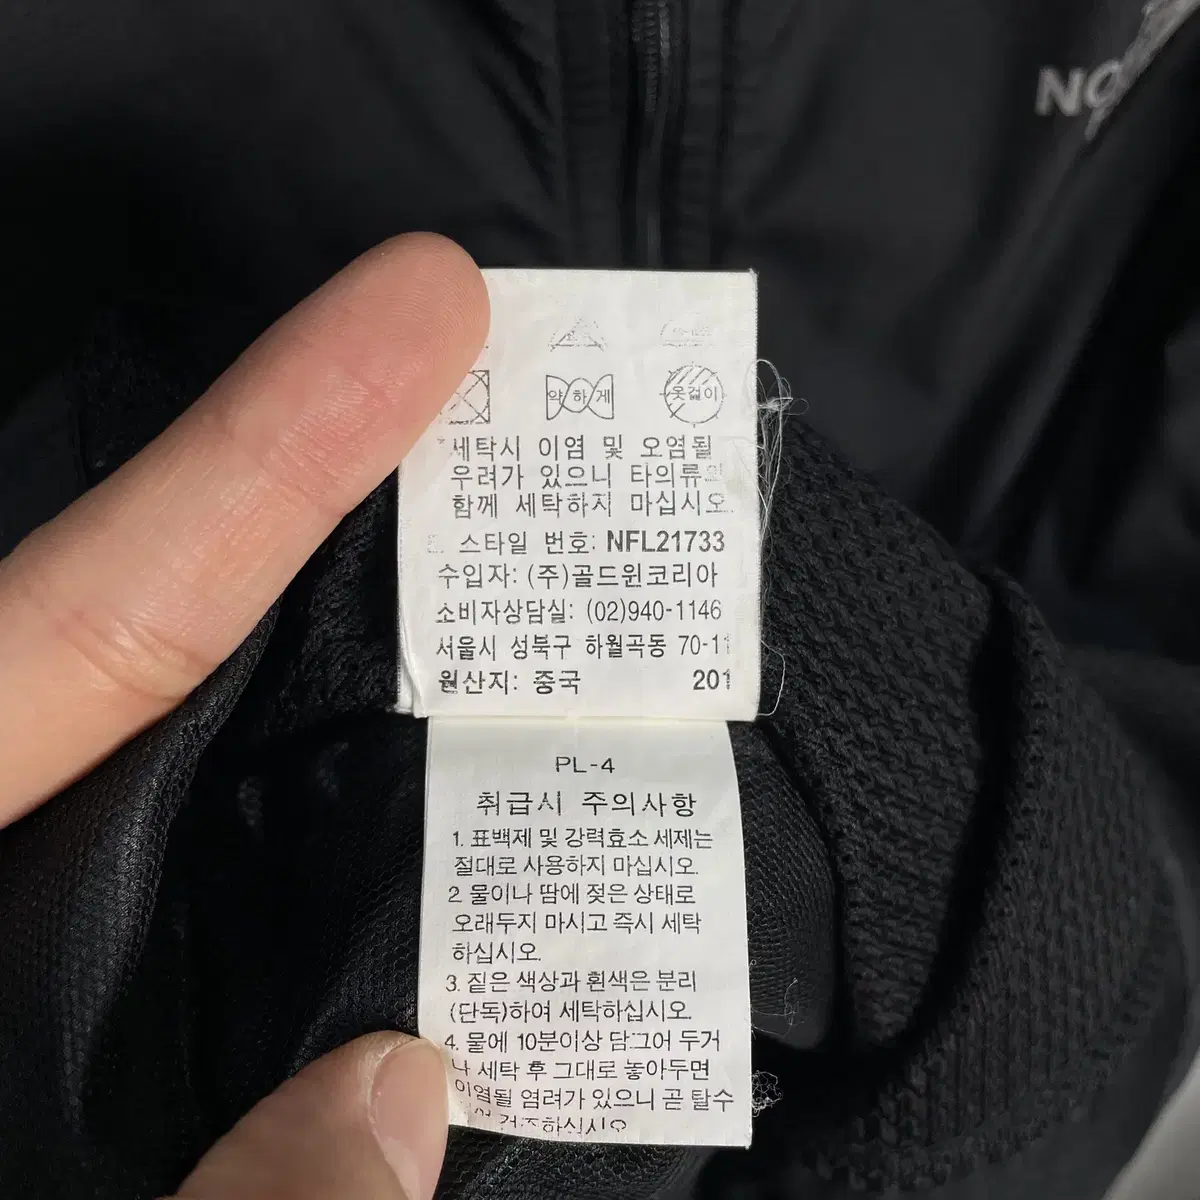 NO
약하게
옷걸이
세탁시 이염 및 오염될
우려가 있으니 타의류와
함께 세탁하지 마십시오.
스타일 번호: NFL21733
수입자: (주)골드윈코리아
소비자상담실: (02)940-1146
서울시 성북구 하월곡동 70-11
원산지: 중국 201
PL-4
취급시 주의사항
1. 표백제 및 강력효소 세제는
절대로 사용하지 마십시오.
2. 물이나 땀에 젖은 상태로
오래두지 마시고 즉시 세탁
하십시오.
3. 짙은 색상과 흰색은 분리
(단독)하여 세탁하십시오.
4. 물에 10분이상 담그어 두거
나 세탁 후 그대로 놓아두면
이염될 염려가 있으니 곧 탈수
건조하십시오